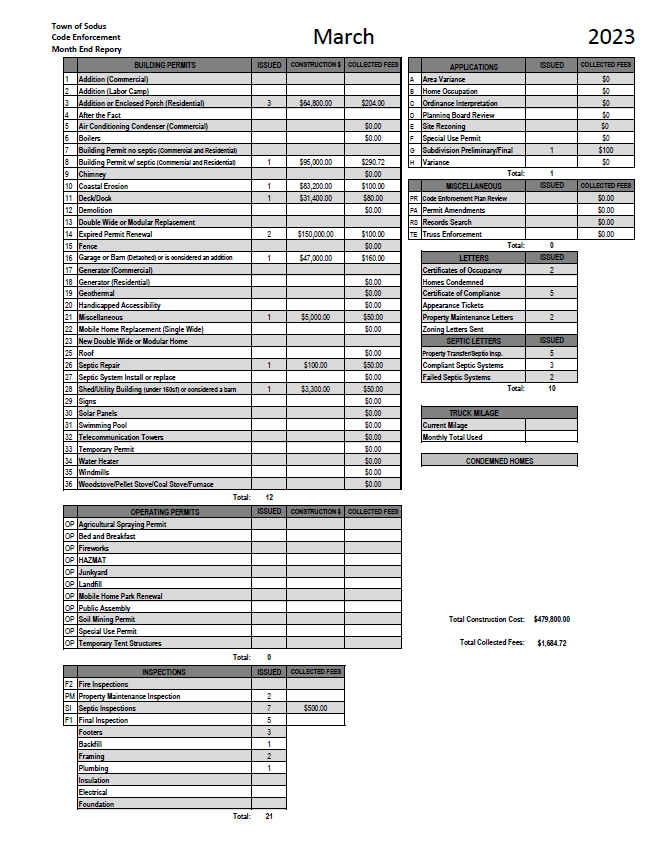 Town of Sodus
Code Enforcement
Month End Repory
March 2023
BUILDING PERMITS ISSUED CONSTRUCTION $ COLLECTED FEES
1 Addition (Commercial)
2 Addition (Labor Camp)
3 Addition or Enclosed Porch (Residential) 3 $64,800.00 $204.00
4 After the Fact
5 Air Conditioning Condenser (Commercial) $0.00
6 Boilers $0.00
7 Building Permit no septic (Commercial and Residential)
8 Building Permit w/ septic (Commercial and Residential) 1 $95,000.00 $290.72
9 Chimney $0.00
10 Coastal Erosion 1 $83,200.00 $100.00
11 Deck/Dock 1 $31,400.00 $80.00
12 Demolition $0.00
13 Double Wide or Modular Replacement
14 Expired Permit Renewal 2 $150,000.00 $100.00
15 Fence $0.00
16 Garage or Barn (Detached) or is onsidered an addition 1 $47,000.00 $160.00
17 Generator (Commercial)
18 Generator (Residential) $0.00
19 Geothermal $0.00
20 Handicapped Accessibility $0.00
21 Miscellaneous 1 $5,000.00 $50.00
22 Mobile Home Replacement (Single Wide) $0.00
23 New Double Wide or Modular Home
25 Roof $0.00
26 Septic Repair 1 $100.00 $50.00
27 Septic System Install or replace $0.00
28 Shed/Utility Building (under 160sf) or considered a barn 1 $3,300.00 $50.00
29 Signs $0.00
30 Solar Panels $0.00
31 Swimming Pool $0.00
32 Telecommunication Towers $0.00
33 Temporary Permit $0.00
34 Water Heater $0.00
35 Windmills $0.00
36 Woodstove/Pellet Stove/Coal Stove/Furnace $0.00
Total: 12
OPERATING PERMITS ISSUED CONSTRUCTION $ COLLECTED FEES
OP Agricultural Spraying Permit
OP Bed and Breakfast
OP Fireworks
OP HAZMAT
OP Junkyard
OP Landfill
OP Mobile Home Park Renewal
OP Public Assembly
OP Soil Mining Permit
OP Special Use Permit
OP Temporary Tent Structures
Total: 0
INSPECTIONS ISSUED COLLECTED FEES
F2 Fire Inspections
PM Property Maintenance Inspection 2
SI Septic Inspections 7 $500.00
F1 Final Inspection 5
Footers 3
Backfill 1
Framing 2
Plumbing 1
Insulation
Electrical
Foundation
Total: 21
APPLICATIONS ISSUED COLLECTED FEES
A Area Variance $0
B Home Occupation $0
C Ordinance Interpretation $0
D Planning Board Review $0
E Site Rezoning $0
F Special Use Permit $0
G Subdivision Preliminary/Final 1 $100
H Variance $0
Total: 1
MISCELLANEOUS ISSUED COLLECTED FEES
PR Code Enforcement Plan Review $0.00
PA Permit Amendments $0.00
RS Records Search $0.00
TE Truss Enforcement $0.00
Total: 0
LETTERS ISSUED
Certificates of Occupancy 2
Homes Condemned
Certificate of Compliance 5
Appearance Tickets
Property Maintenance Letters 2
Zoning Letters Sent
SEPTIC LETTERS ISSUED
Property Transfer/Septic Insp. 5
Compliant Septic Systems 3
Failed Septic Systems 2
Total: 10
TRUCK MILAGE
Current Milage
Monthly Total Used
CONDEMNED HOMES
Total Construction Cost: $479,800.00
Total Collected Fees: $1,684.72